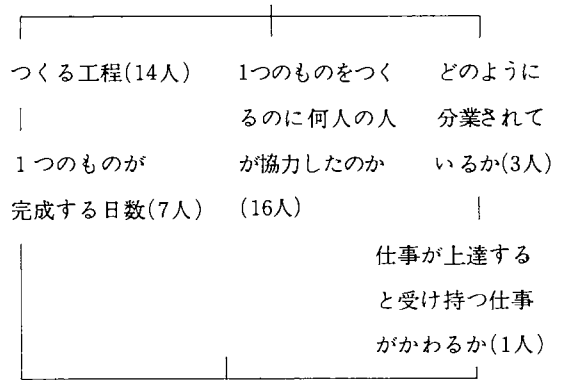 つくる工程(14人)
1つのものが
完成する日数(7人)
1つのものをつく
るのに何人の人
が協力したのか
(16人)
どのように
分業されて
いるか(3人)
仕事が上達する
と受け持つ仕事
がかわるか(1人)